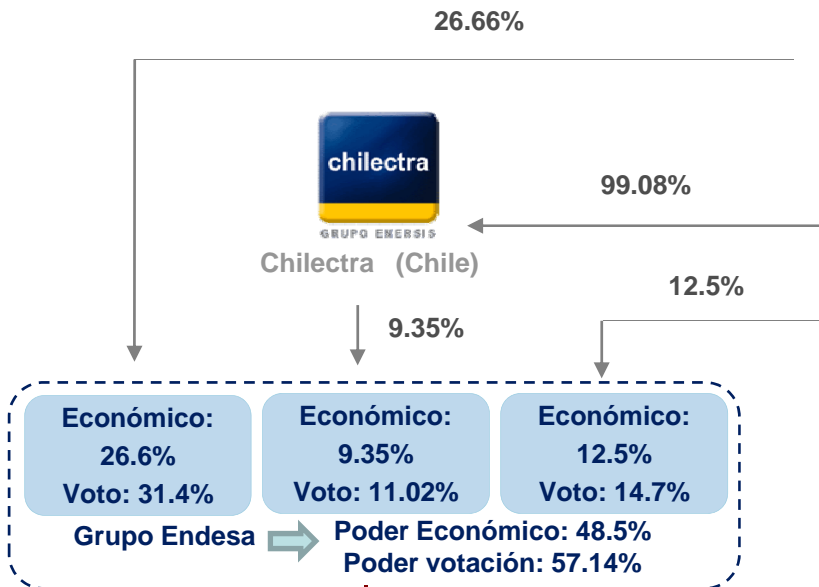 26.66%
chilectra
GRUPO ENERSIS
Chilectra (Chile)
99.08%
12.5%
9.35%
Económico:
26.6%
Voto: 31.4%
Económico:
9.35%
Voto: 11.02%
Económico:
12.5%
Voto: 14.7%
Grupo Endesa
Poder Económico: 48.5%
Poder votación: 57.14%